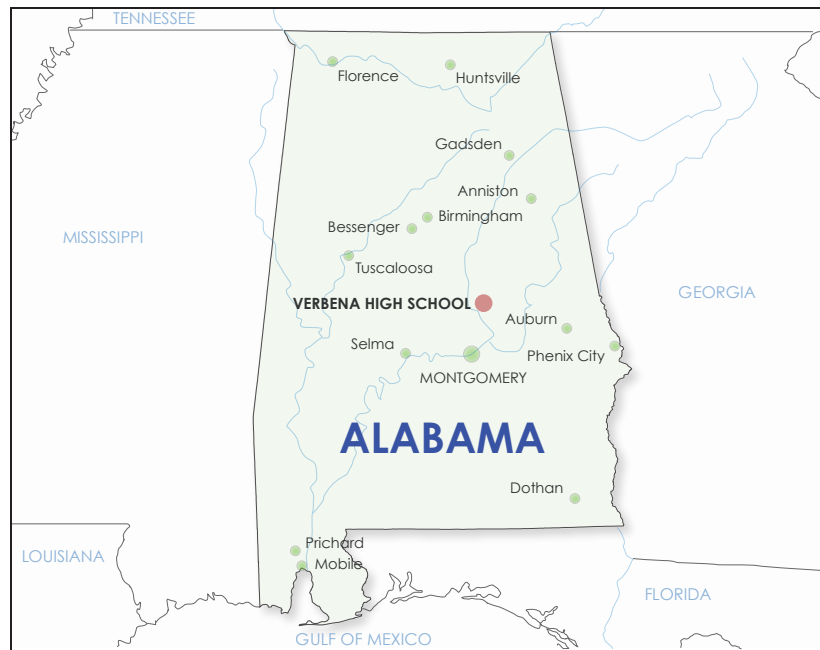 TENNESSEE
Florence
Huntsville
Gadsden
Anniston
Birmingham
Bessenger
MISSISSIPPI
Tuscaloosa
GEORGIA
VERBENA HIGH SCHOOL
Auburn
Selma
Phenix City
MONTGOMERY
ALABAMA
Dothan
Prichard
LOUISIANA
Mobile
FLORIDA
GULF OF MEXICO